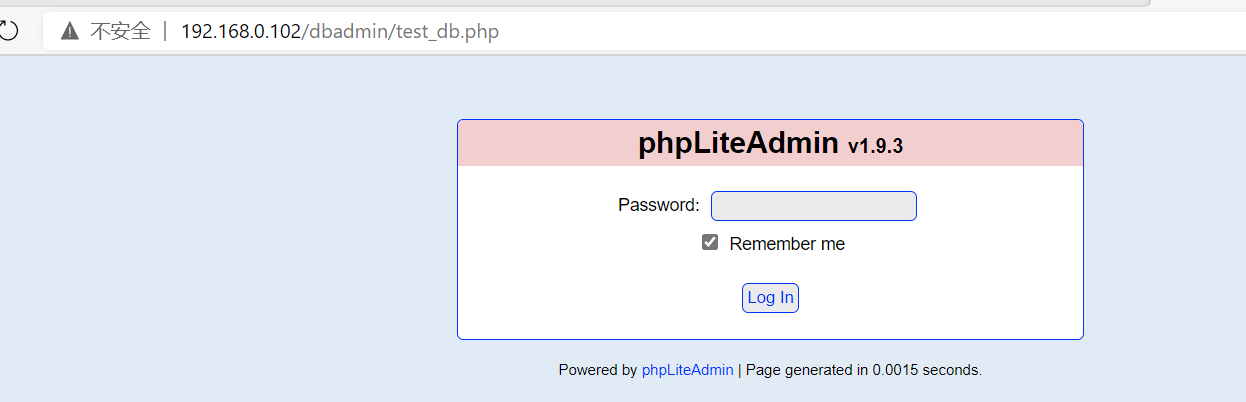 不安全 | 192.168.0.102/dbadmin/test_db.php
phpLiteAdmin v1.9.3
Password:
Remember me
Log In
Powered by phpLiteAdmin | Page generated in 0.0015 seconds.